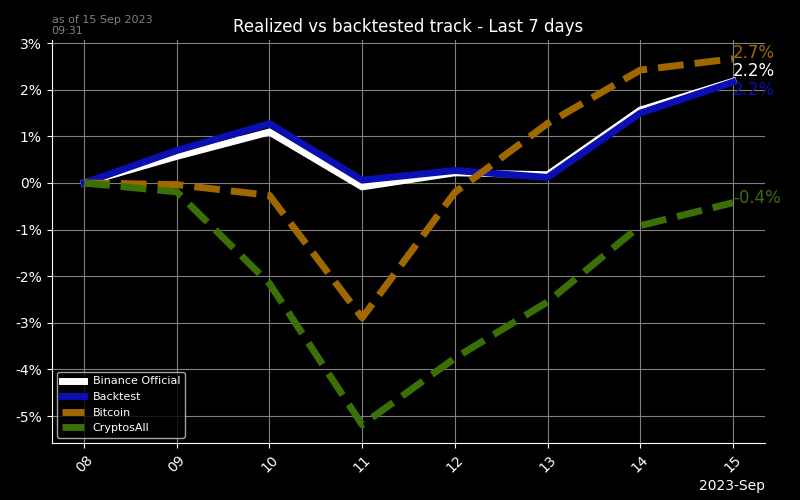 as of 15 Sep 2023
09:31
Realized vs backtested track - Last 7 days
3%
2%
1%
0%
-1%
-2%
-3%
-4%
-5%
2.7%
2.2%
2.2%
-0.4%
Binance Official
Backtest
Bitcoin
CryptosAll
08 09 10 11 12 13 14 15
2023-Sep